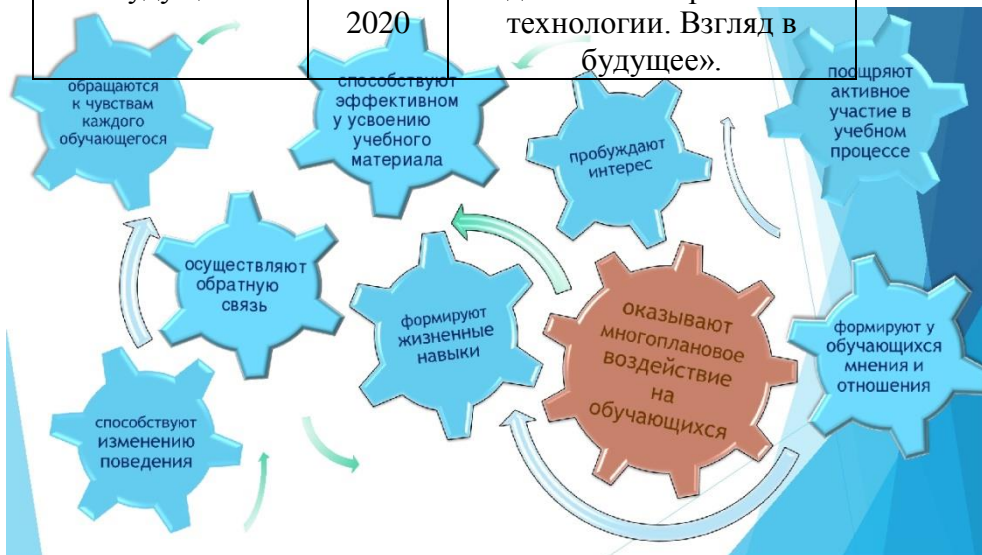 2020
технологии. Взгляд в
будущее».
обращаются
к чувствам
каждого
обучающегося
способствуют
эффективном
у усвоению
учебного
материала
пробуждают
интерес
поощряют
активное
участие в
учебном
процессе
осуществляют
обратную
связь
формируют
жизненные
навыки
оказывают
многоплановое
воздействие
на
обучающихся
формируют у
обучающихся
мнения и
отношения
способствуют
изменению
поведения